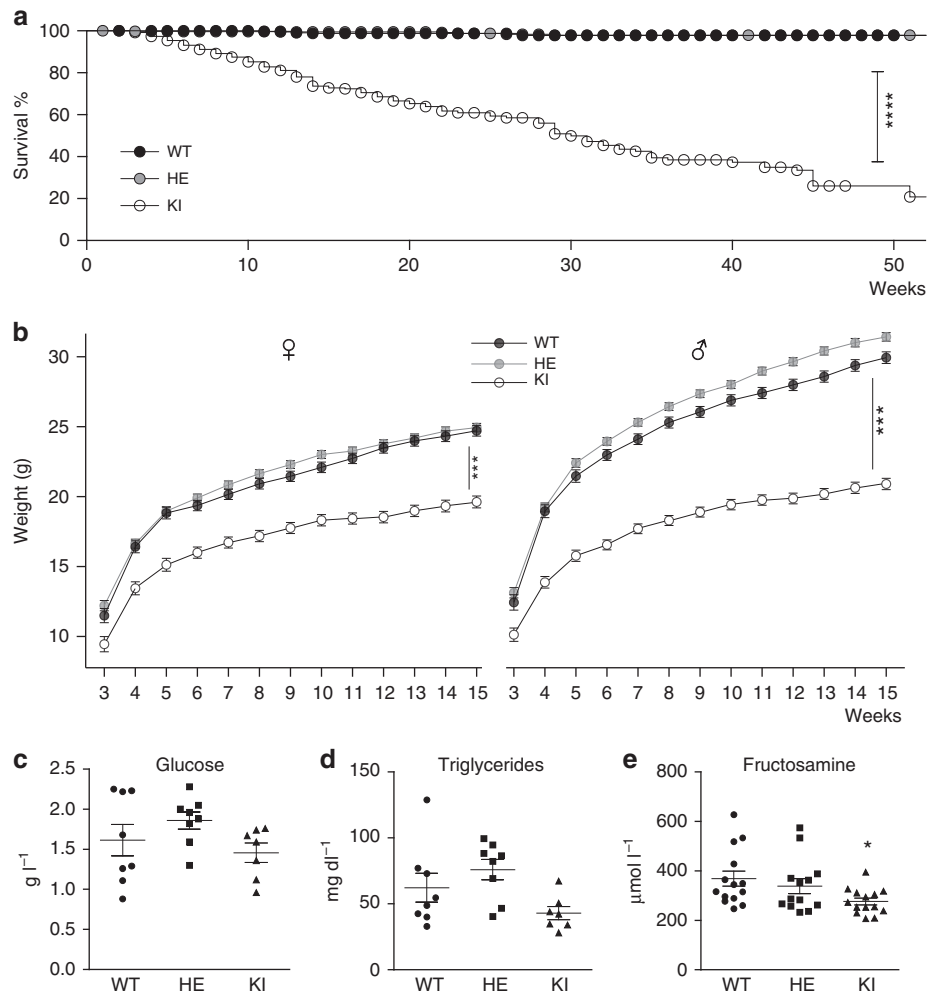 a
100
80
60
40
20
0
Survival %
WT
HE
KI
****
0 10 20 30 40 50
Weeks
b
♀
WT
HE
KI
♂
30
25
20
15
10
Weight (g)
***
***
3 4 5 6 7 8 9 10 11 12 13 14 15
3 4 5 6 7 8 9 10 11 12 13 14 15
Weeks
c
Glucose
2.5
2.0
1.5
1.0
0.5
0.0
g l⁻¹
WT HE KI
d
Triglycerides
150
100
50
0
mg dl⁻¹
WT HE KI
e
Fructosamine
800
600
400
200
0
μmol l⁻¹
*
WT HE KI